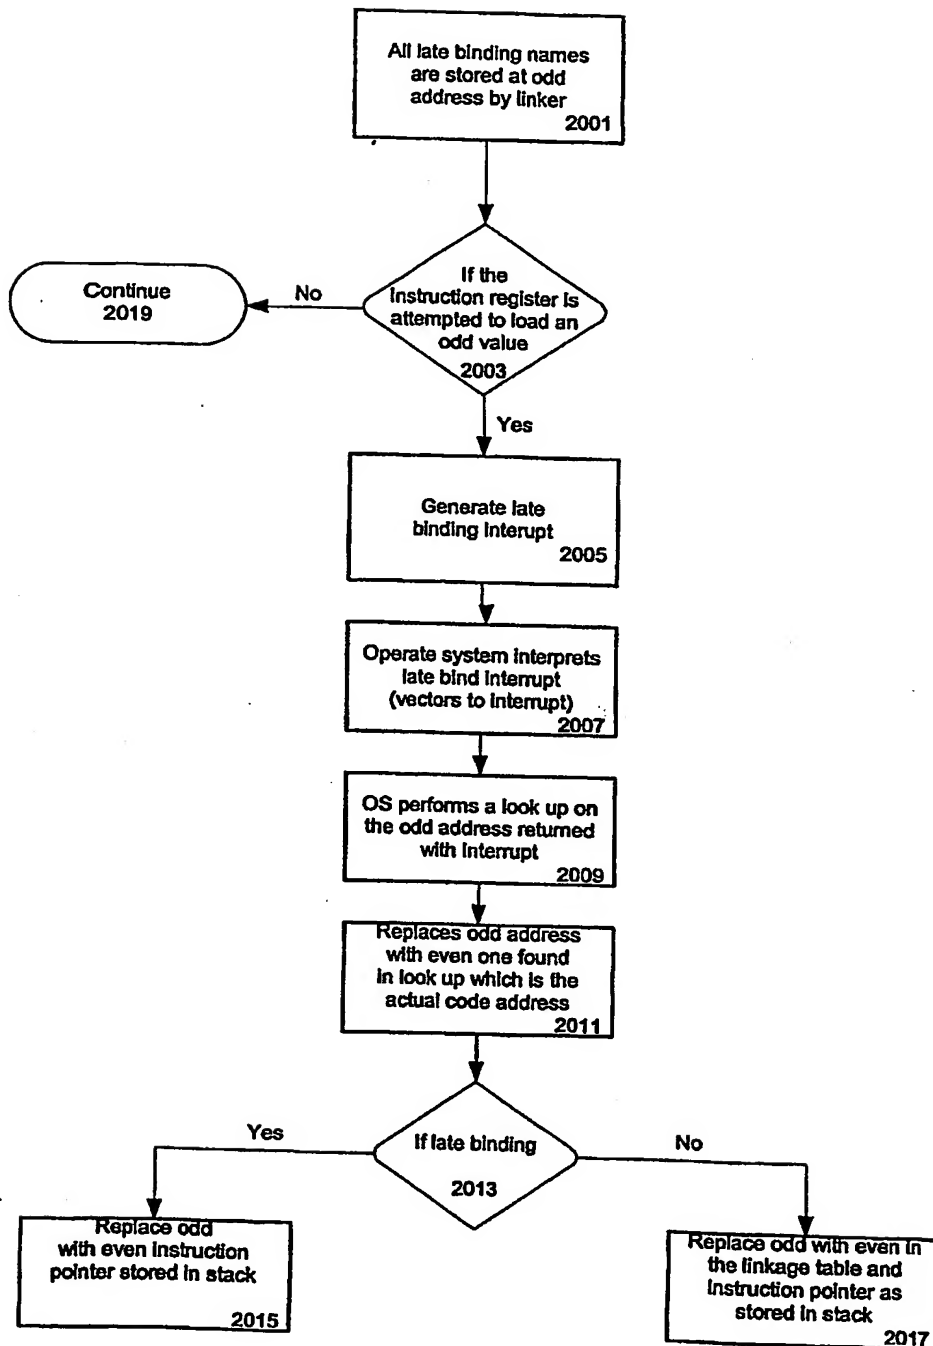 All late binding names
are stored at odd
address by linker
2001
If the
instruction register is
attempted to load an
odd value
2003
No
Continue
2019
Yes
Generate late
binding interupt
2005
Operate system interprets
late bind interrupt
(vectors to interrupt)
2007
OS performs a look up on
the odd address returned
with interrupt
2009
Replaces odd address
with even one found
in look up which is the
actual code address
2011
If late binding
2013
Yes
No
Replace odd
with even instruction
pointer stored in stack
2015
Replace odd with even in
the linkage table and
instruction pointer as
stored in stack
2017